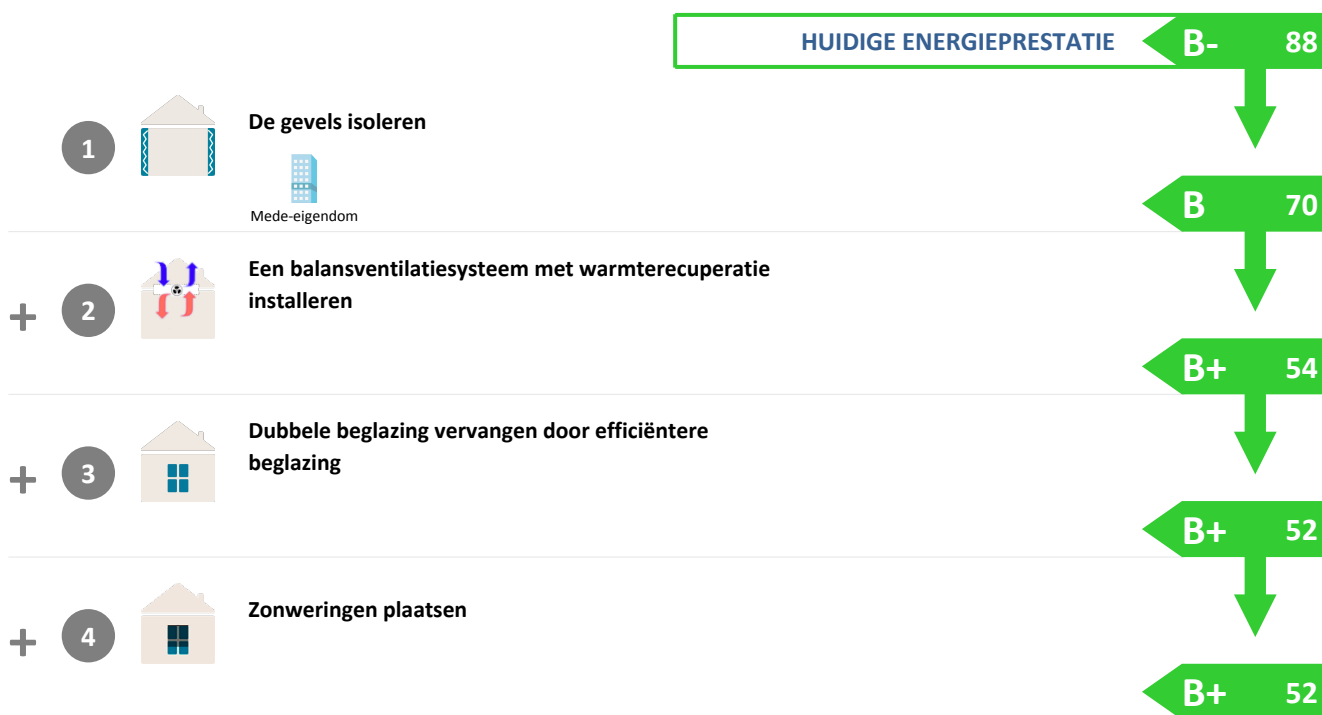 HUIDIGE ENERGIEPRESTATIE B- 88
1 De gevels isoleren
Mede-eigendom
B 70
+ 2 Een balansventilatiesysteem met warmterecuperatie
installeren
B+ 54
+ 3 Dubbele beglazing vervangen door efficiëntere
beglazing
B+ 52
+ 4 Zonweringen plaatsen
B+ 52